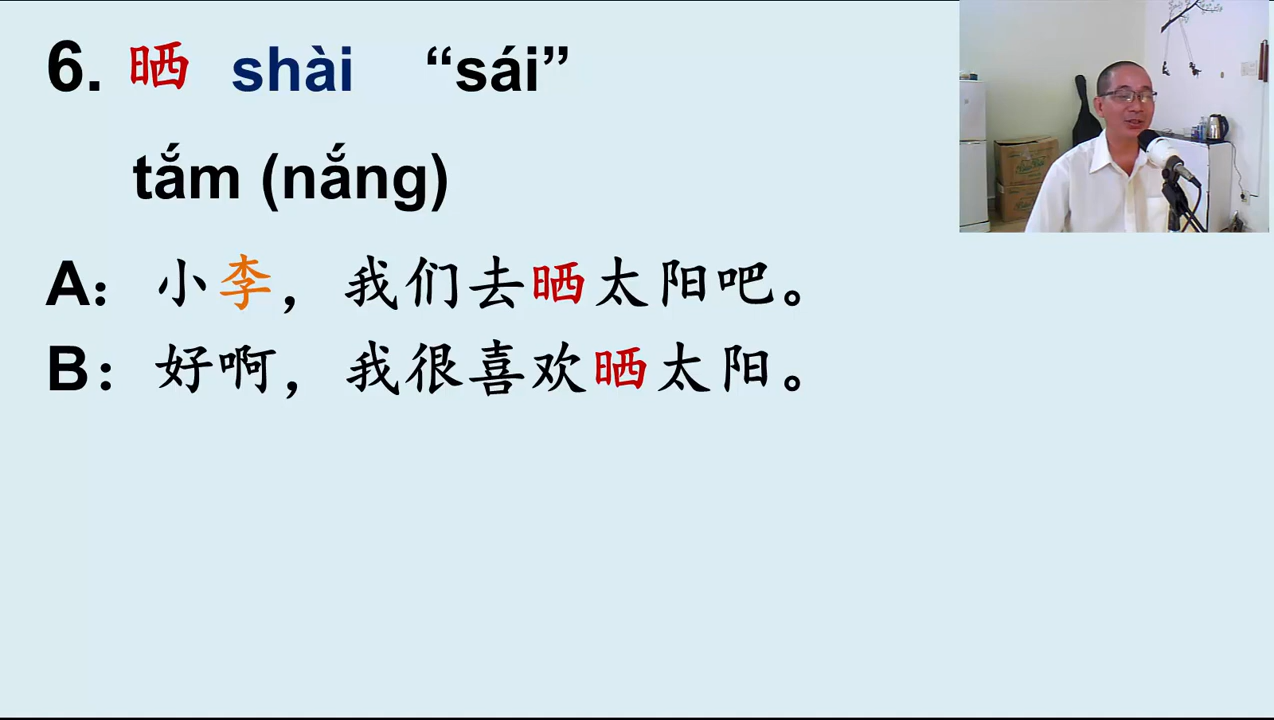 6. 晒 shài “sái”
tắm (nắng)
A：小李，我们去晒太阳吧。
B：好啊，我很喜欢晒太阳。